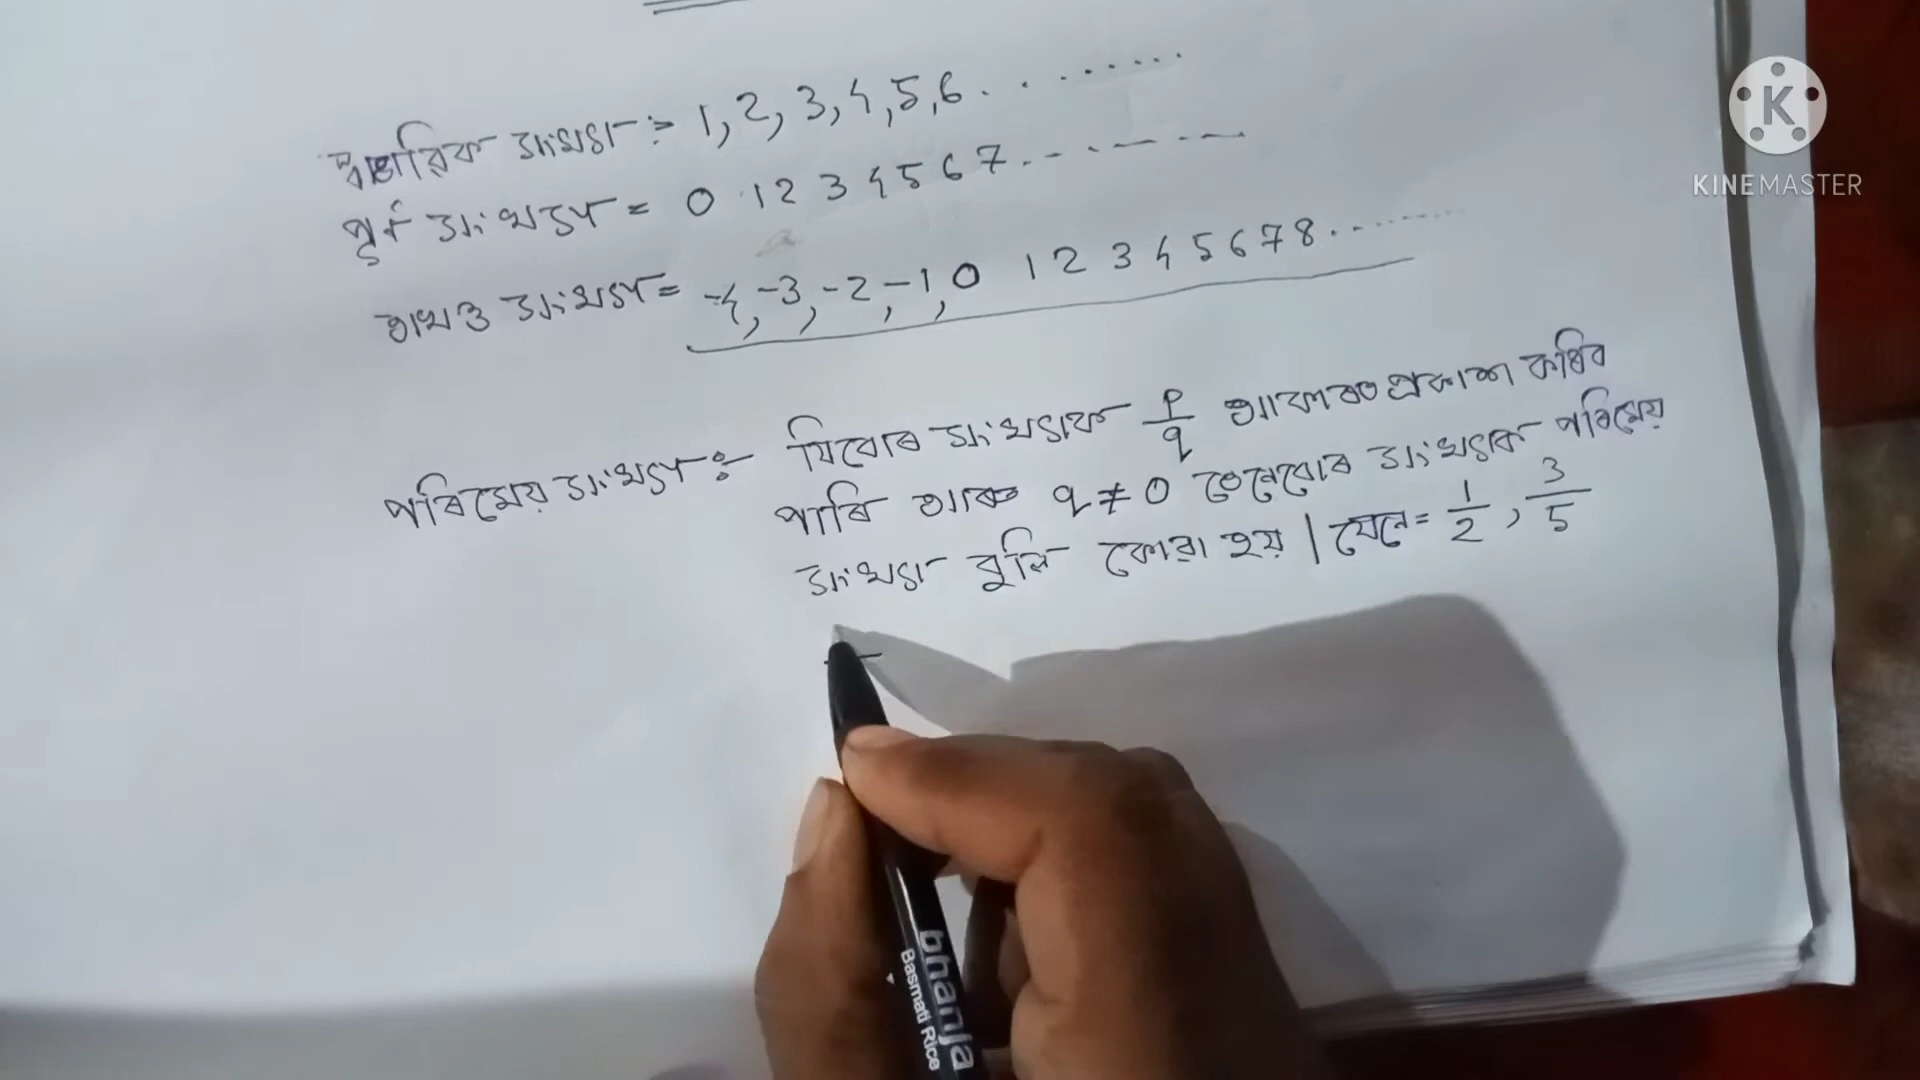 স্বাভাৱিক সংখ্যা :- 1, 2, 3, 4, 5, 6. . . . . . . .
KINEMASTER
পূৰ্ণ সংখ্যা = 0 1 2 3 4 5 6 7 . - - . - - - -
অখণ্ড সংখ্যা = -4, -3, -2, -1, 0 1 2 3 4 5 6 7 8 . . . . . . . . .
পৰিমেয় সংখ্যা :- যিবোৰ সংখ্যাক p/q আকাৰত প্ৰকাশ কৰিব
পাৰি আৰু q ≠ 0 তেনেবোৰ সংখ্যাক পৰিমেয়
সংখ্যা বুলি কোৱা হয় | যেনে = 1/2 , 3/5
bhanja
Basmati Rice